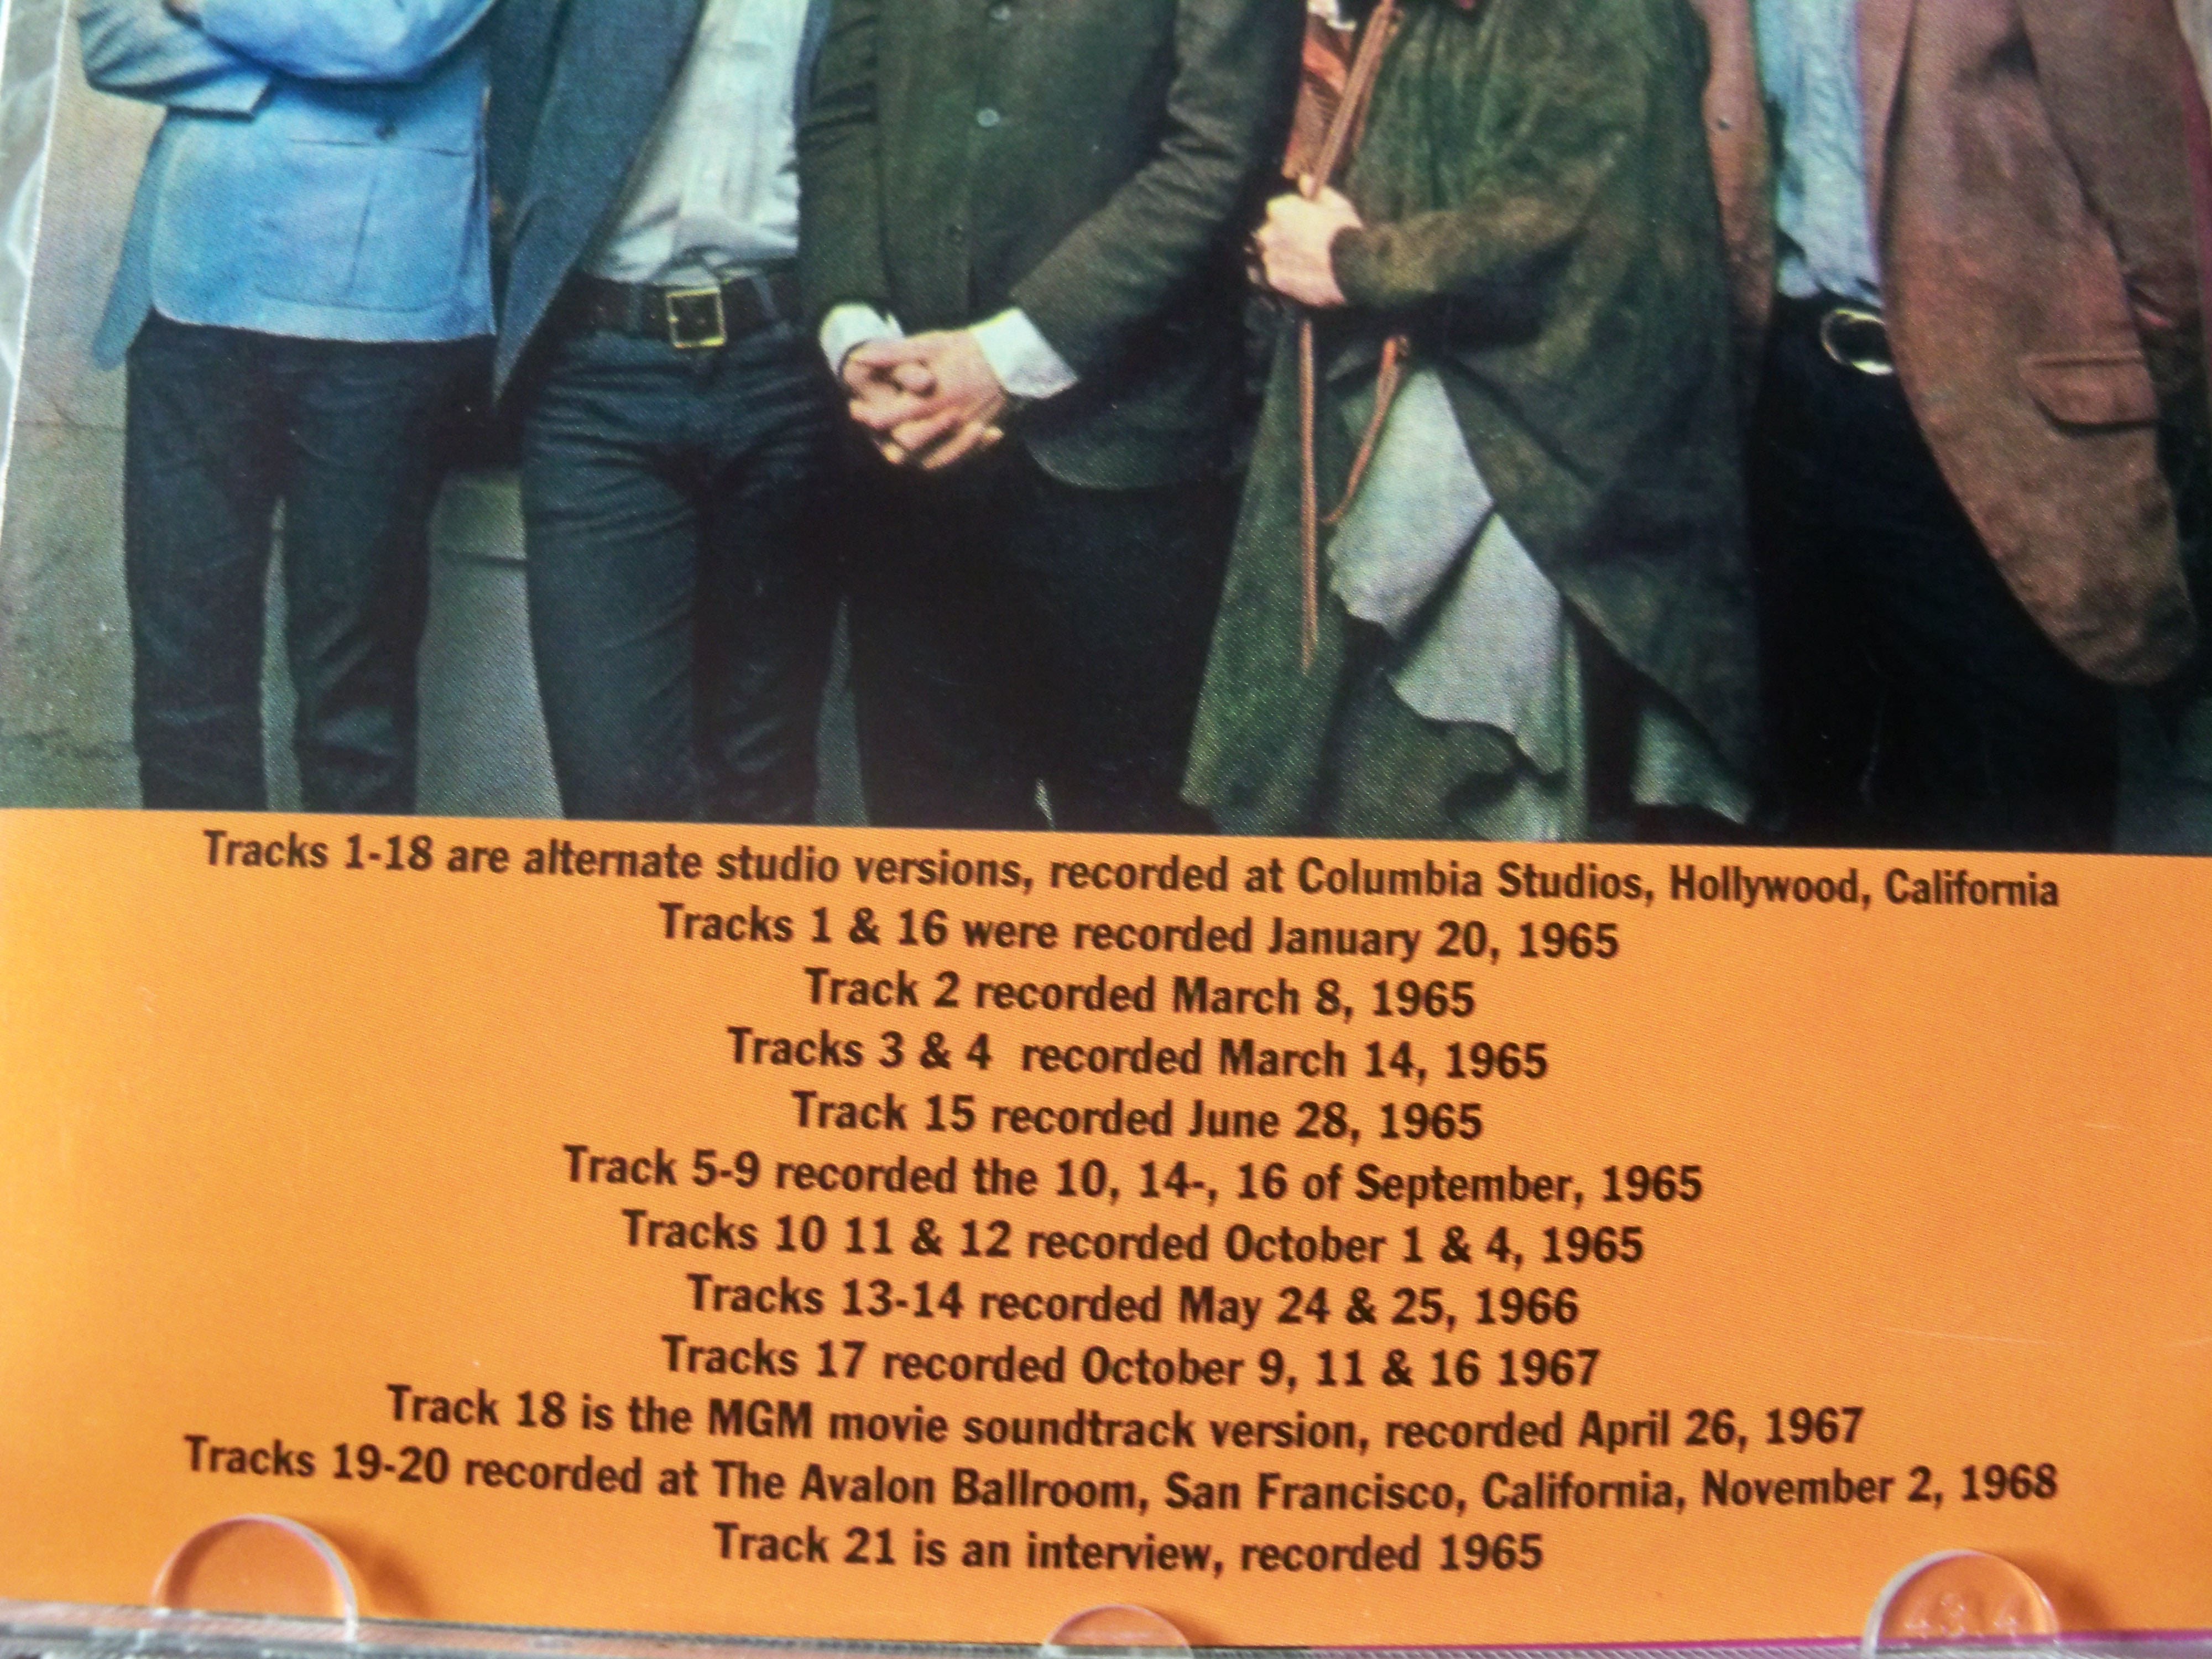 Tracks 1-18 are alternate studio versions, recorded at Columbia Studios, Hollywood, California
Tracks 1 & 16 were recorded January 20, 1965
Track 2 recorded March 8, 1965
Tracks 3 & 4 recorded March 14, 1965
Track 15 recorded June 28, 1965
Track 5-9 recorded the 10, 14-, 16 of September, 1965
Tracks 10 11 & 12 recorded October 1 & 4, 1965
Tracks 13-14 recorded May 24 & 25, 1966
Tracks 17 recorded October 9, 11 & 16 1967
Track 18 is the MGM movie soundtrack version, recorded April 26, 1967
Tracks 19-20 recorded at The Avalon Ballroom, San Francisco, California, November 2, 1968
Track 21 is an interview, recorded 1965